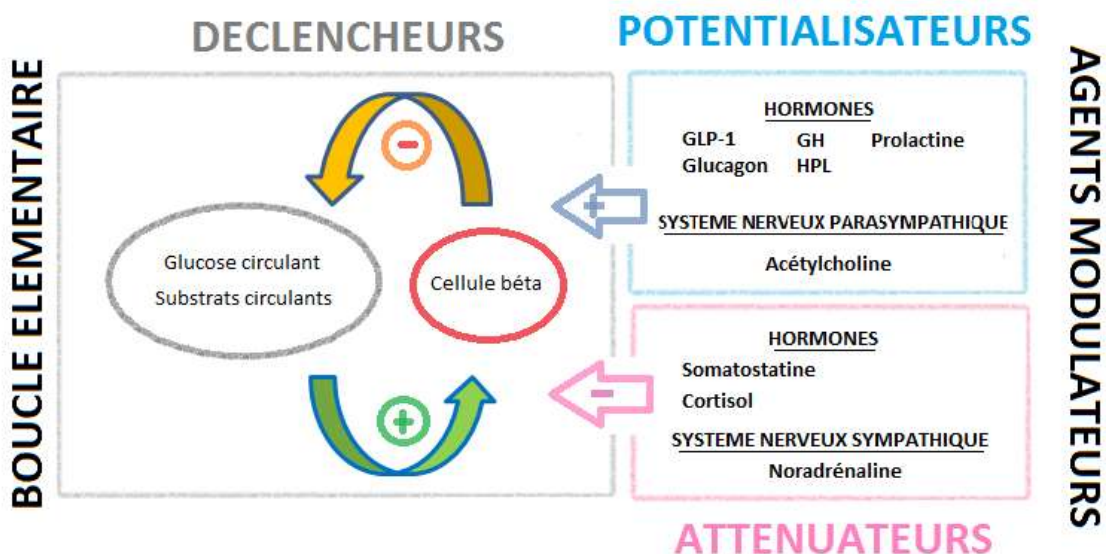 DECLENCHEURS
POTENTIALISATEURS
BOUCLE ELEMENTAIRE
AGENTS MODULATEURS
Glucose circulant
Substrats circulants
Cellule béta
HORMONES
GLP-1 GH Prolactine
Glucagon HPL
SYSTEME NERVEUX PARASYMPATHIQUE
Acétylcholine
HORMONES
Somatostatine
Cortisol
SYSTEME NERVEUX SYMPATHIQUE
Noradrénaline
ATTENUATEURS